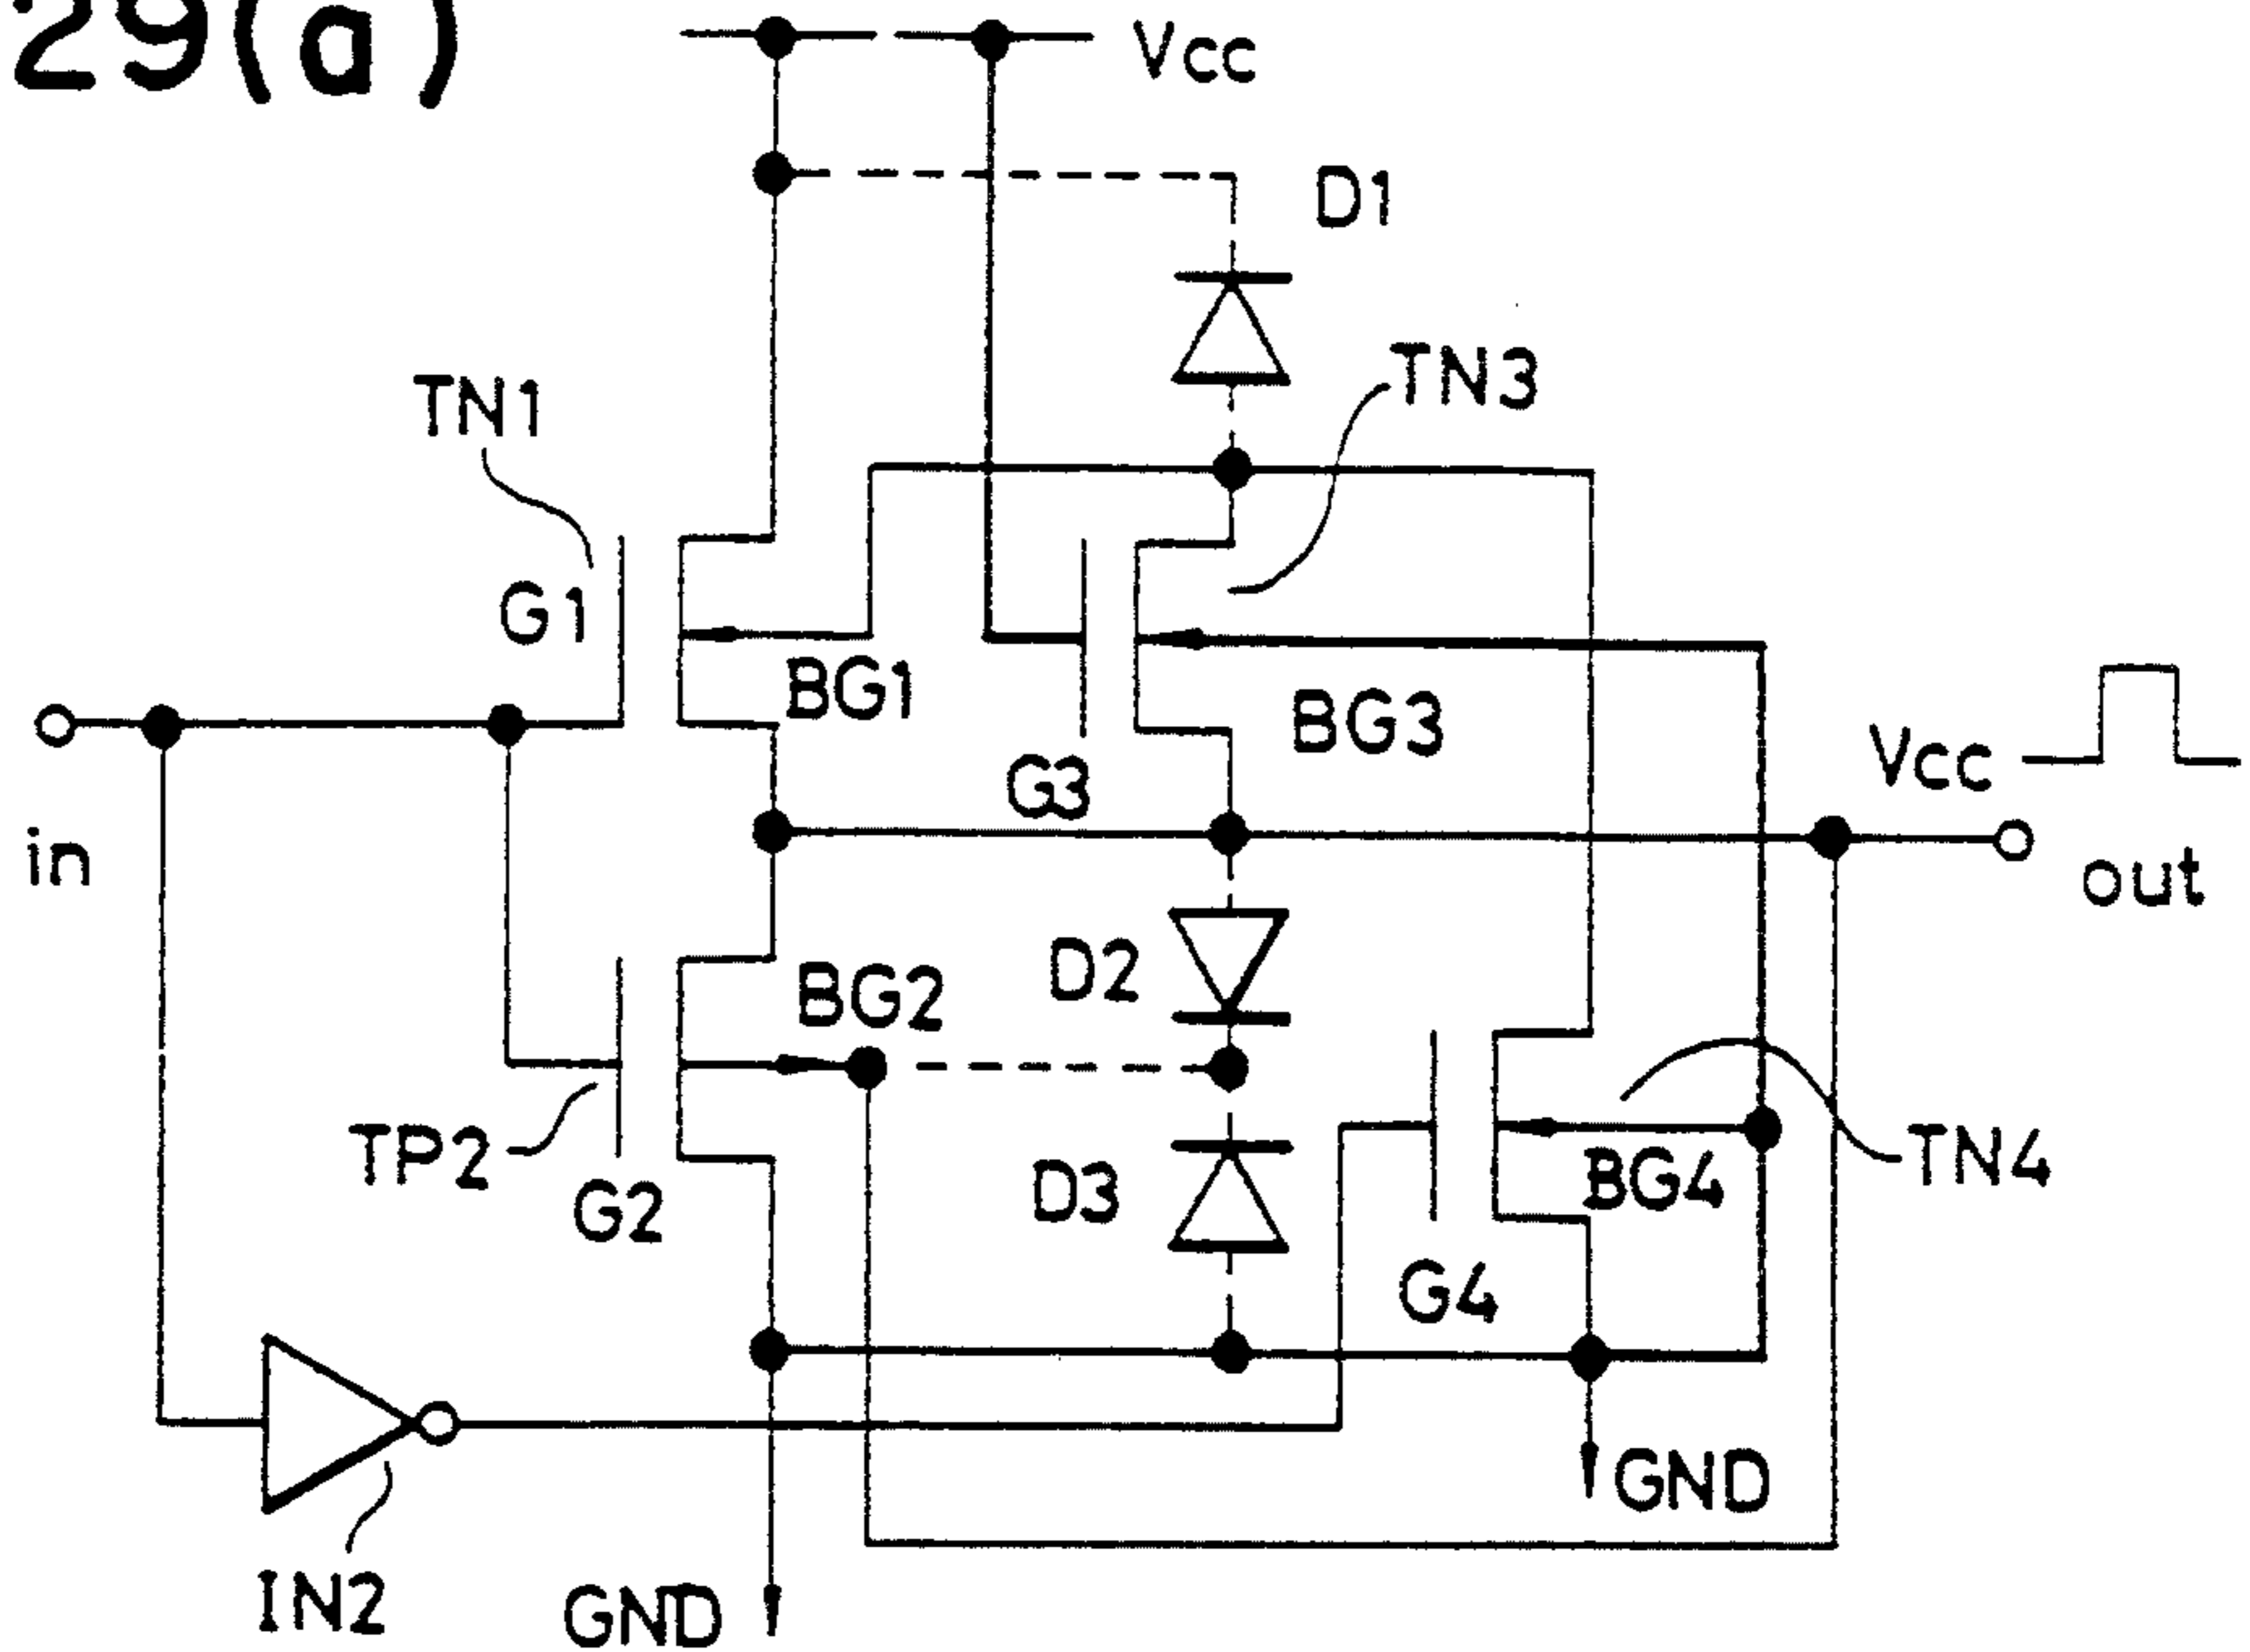 29(a)
Vcc
D1
TN3
TN1
G1
BG1
BG3
G3
Vcc
in
out
BG2
D2
TP2
G2
D3
BG4
TN4
G4
GND
IN2
GND